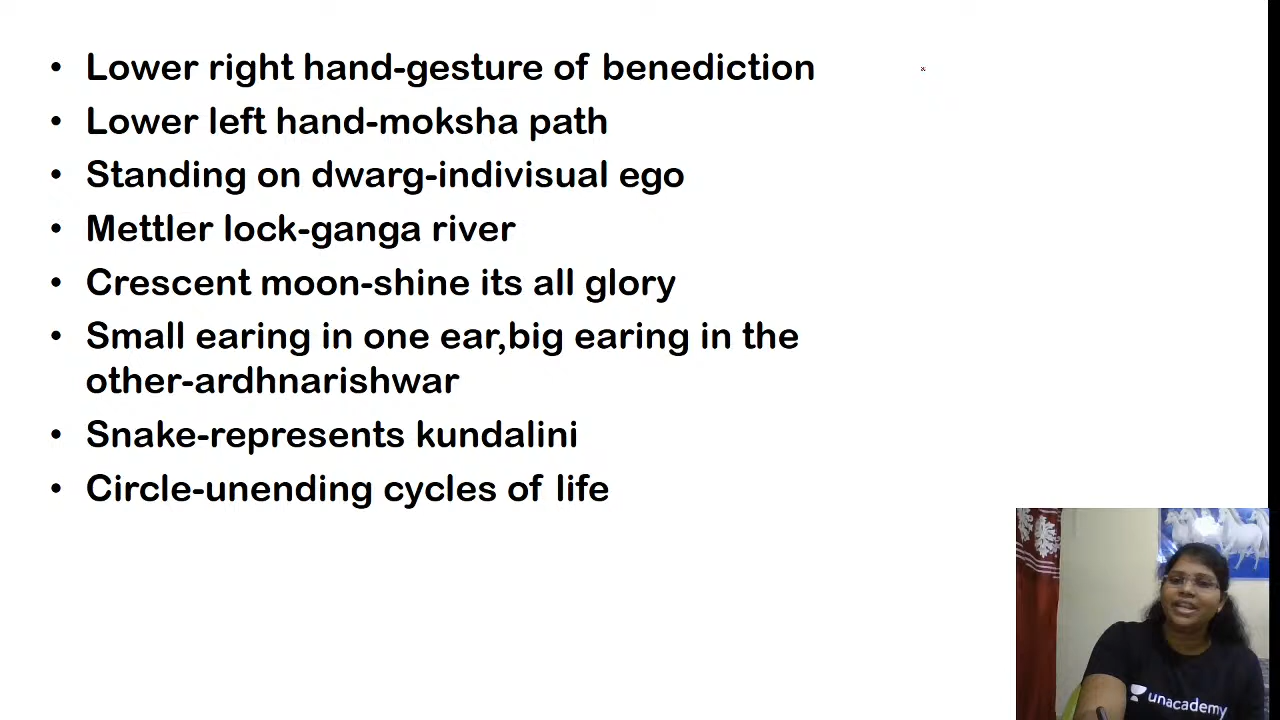 • Lower right hand-gesture of benediction
• Lower left hand-moksha path
• Standing on dwarg-indivisual ego
• Mettler lock-ganga river
• Crescent moon-shine its all glory
• Small earing in one ear,big earing in the
other-ardhnarishwar
• Snake-represents kundalini
• Circle-unending cycles of life
unacademy